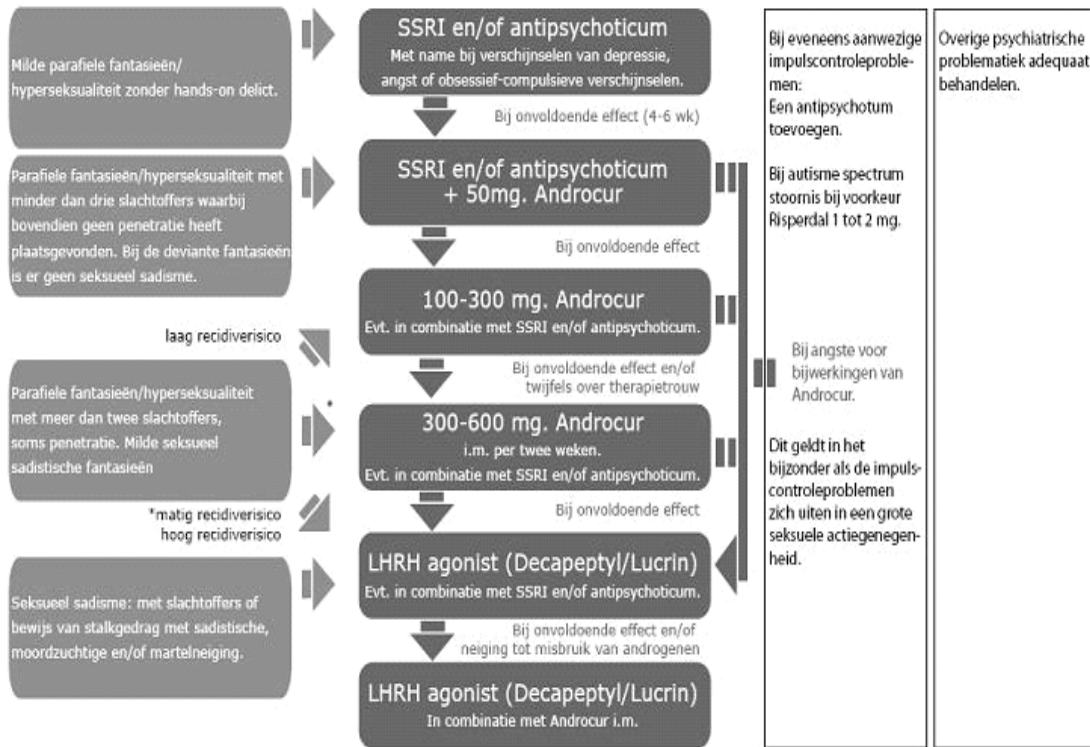 Milde parafiele fantasieën/
hyperseksualiteit zonder hands-on delict.
SSRI en/of antipsychoticum
Met name bij verschijnselen van depressie,
angst of obsessief-compulsieve verschijnselen.
Bij onvoldoende effect (4-6 wk)
Parafiele fantasieën/hyperseksualiteit met
minder dan drie slachtoffers waarbij
bovendien geen penetratie heeft
plaatsgevonden. Bij de deviante fantasieën
is er geen seksueel sadisme.
SSRI en/of antipsychoticum
+ 50mg. Androcur
Bij onvoldoende effect
100-300 mg. Androcur
Evt. in combinatie met SSRI en/of antipsychoticum.
laag recidiverisico
Bij onvoldoende effect en/of
twijfels over therapietrouw
Parafiele fantasieën/hyperseksualiteit
met meer dan twee slachtoffers,
soms penetratie. Milde seksueel
sadistische fantasieën
*
300-600 mg. Androcur
i.m. per twee weken.
Evt. in combinatie met SSRI en/of antipsychoticum.
*matig recidiverisico
hoog recidiverisico
Bij onvoldoende effect
Seksueel sadisme: met slachtoffers of
bewijs van stalkgedrag met sadistische,
moordzuchtige en/of martelneiging.
LHRH agonist (Decapeptyl/Lucrin)
Evt. in combinatie met SSRI en/of antipsychoticum.
Bij onvoldoende effect en/of
neiging tot misbruik van androgenen
LHRH agonist (Decapeptyl/Lucrin)
In combinatie met Androcur i.m.
Bij eveneens aanwezige
impulscontroleproble-
men:
Een antipsychotum
toevoegen.
Bij autisme spectrum
stoornis bij voorkeur
Risperdal 1 tot 2 mg.
Bij angste voor
bijwerkingen van
Androcur.
Dit geldt in het
bijzonder als de impuls-
controleproblemen
zich uiten in een grote
seksuele actiegenegen-
heid.
Overige psychiatrische
problematiek adequaat
behandelen.